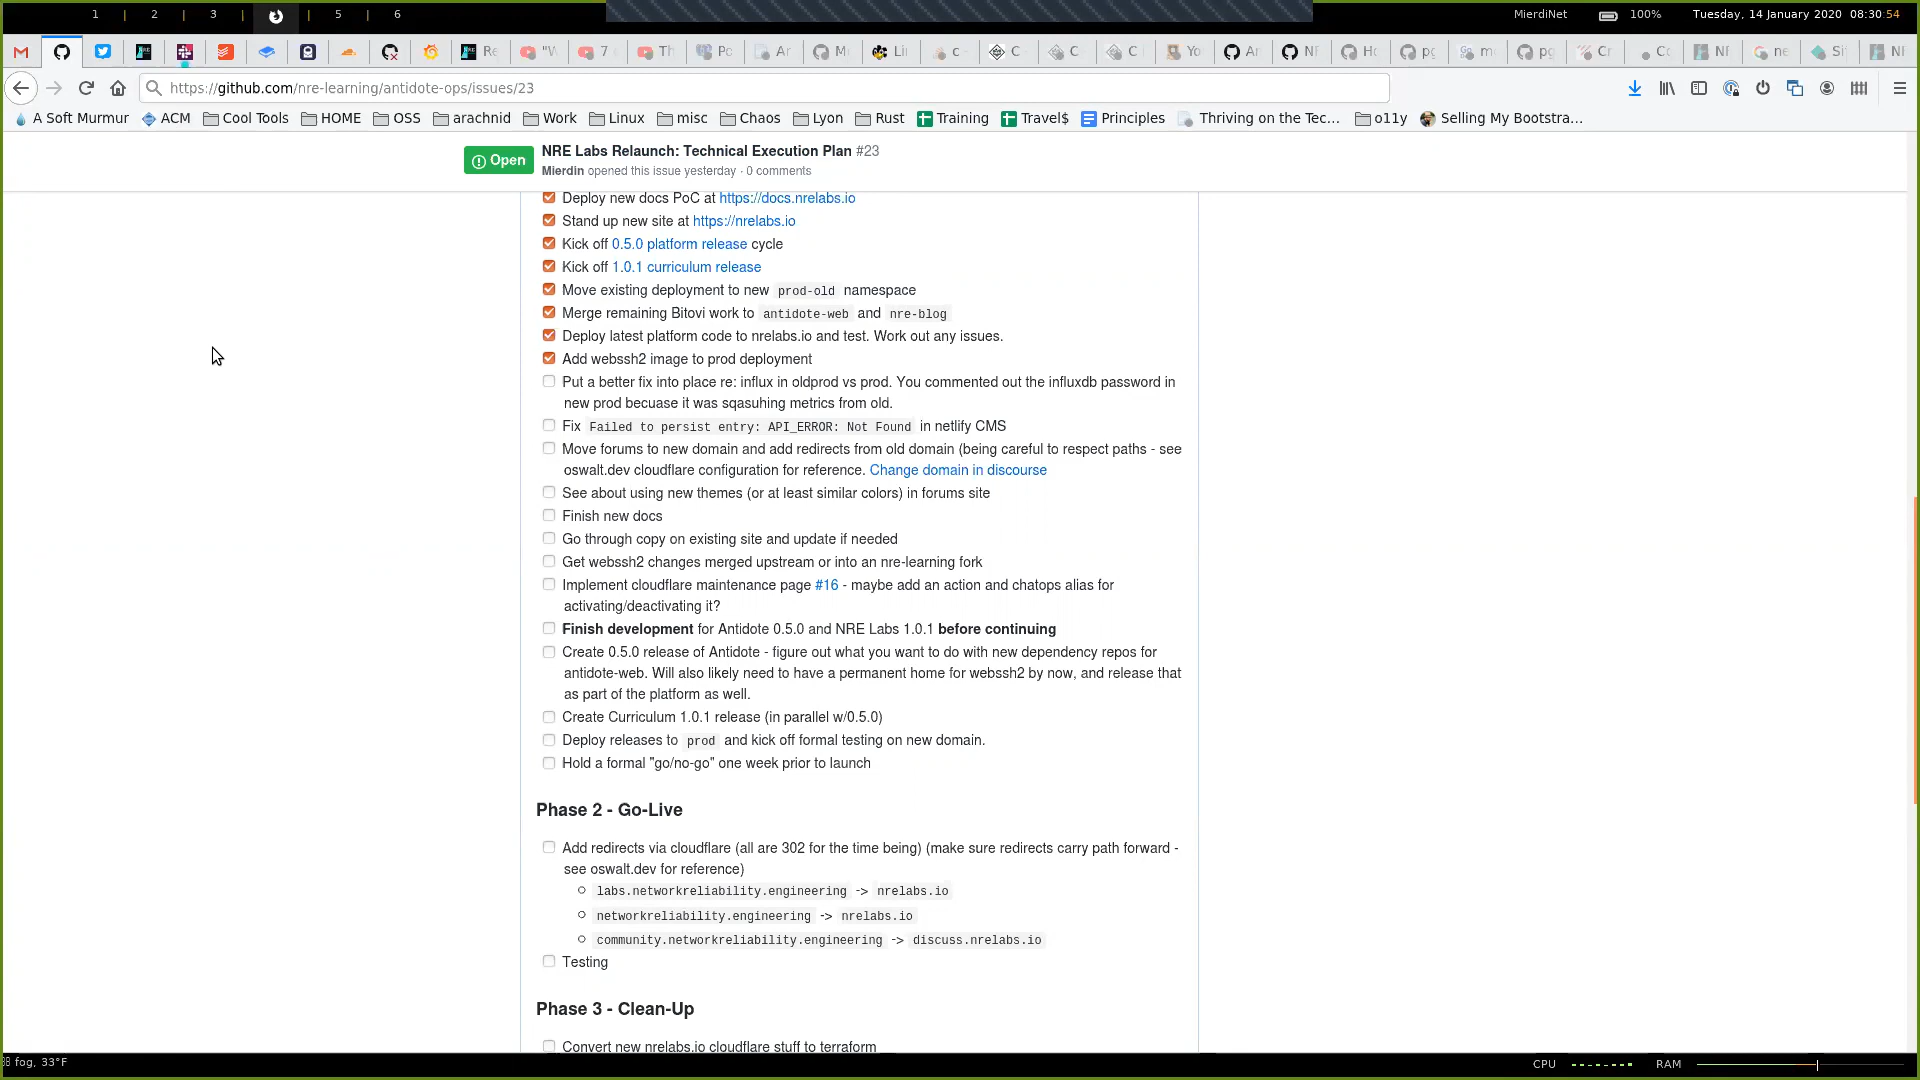 1 | 2 | 3 | | 5 | 6
MierdiNet 100% Tuesday, 14 January 2020 08:30:54
Re "W 7 Th Po Ar M Lin c C C C Yo Ar NF Ho pg m pg Cr Co NF ne Si NF
https://github.com/nre-learning/antidote-ops/issues/23
A Soft Murmur ACM Cool Tools HOME OSS arachnid Work Linux misc Chaos Lyon Rust Training Travel$ Principles Thriving on the Tec… o11y Selling My Bootstra…
Open NRE Labs Relaunch: Technical Execution Plan #23
Mierdin opened this issue yesterday · 0 comments
Deploy new docs PoC at https://docs.nrelabs.io
Stand up new site at https://nrelabs.io
Kick off 0.5.0 platform release cycle
Kick off 1.0.1 curriculum release
Move existing deployment to new prod-old namespace
Merge remaining Bitovi work to antidote-web and nre-blog
Deploy latest platform code to nrelabs.io and test. Work out any issues.
Add webssh2 image to prod deployment
Put a better fix into place re: influx in oldprod vs prod. You commented out the influxdb password in
new prod becuase it was sqasuhing metrics from old.
Fix Failed to persist entry: API_ERROR: Not Found in netlify CMS
Move forums to new domain and add redirects from old domain (being careful to respect paths - see
oswalt.dev cloudflare configuration for reference. Change domain in discourse
See about using new themes (or at least similar colors) in forums site
Finish new docs
Go through copy on existing site and update if needed
Get webssh2 changes merged upstream or into an nre-learning fork
Implement cloudflare maintenance page #16 - maybe add an action and chatops alias for
activating/deactivating it?
Finish development for Antidote 0.5.0 and NRE Labs 1.0.1 before continuing
Create 0.5.0 release of Antidote - figure out what you want to do with new dependency repos for
antidote-web. Will also likely need to have a permanent home for webssh2 by now, and release that
as part of the platform as well.
Create Curriculum 1.0.1 release (in parallel w/0.5.0)
Deploy releases to prod and kick off formal testing on new domain.
Hold a formal "go/no-go" one week prior to launch
Phase 2 - Go-Live
Add redirects via cloudflare (all are 302 for the time being) (make sure redirects carry path forward -
see oswalt.dev for reference)
labs.networkreliability.engineering -> nrelabs.io
networkreliability.engineering -> nrelabs.io
community.networkreliability.engineering -> discuss.nrelabs.io
Testing
Phase 3 - Clean-Up
Convert new nrelabs.io cloudflare stuff to terraform
fog, 33°F CPU RAM